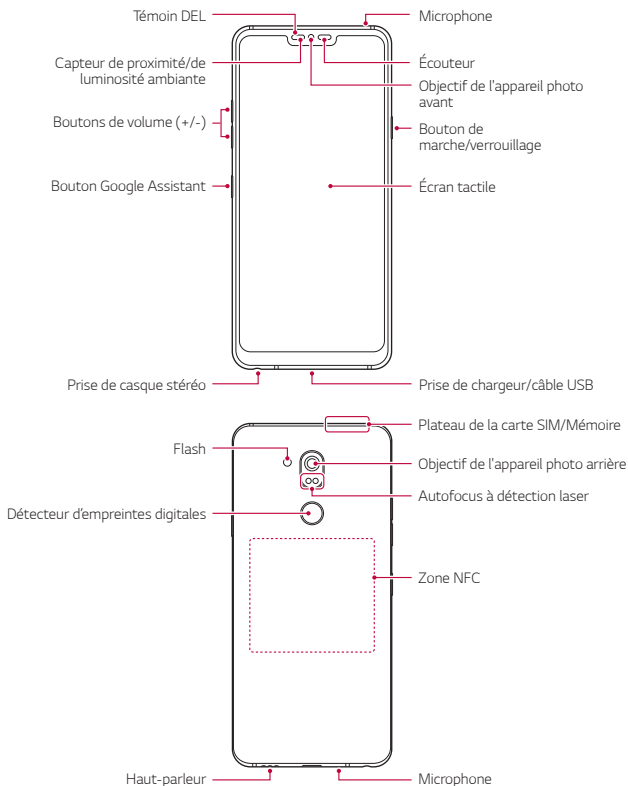 Témoin DEL
Microphone
Capteur de proximité/de
luminosité ambiante
Écouteur
Objectif de l'appareil photo
avant
Boutons de volume (+/-)
Bouton de
marche/verrouillage
Bouton Google Assistant
Écran tactile
Prise de casque stéréo
Prise de chargeur/câble USB
Plateau de la carte SIM/Mémoire
Flash
Objectif de l'appareil photo arrière
Autofocus à détection laser
Détecteur d'empreintes digitales
Zone NFC
Haut-parleur
Microphone